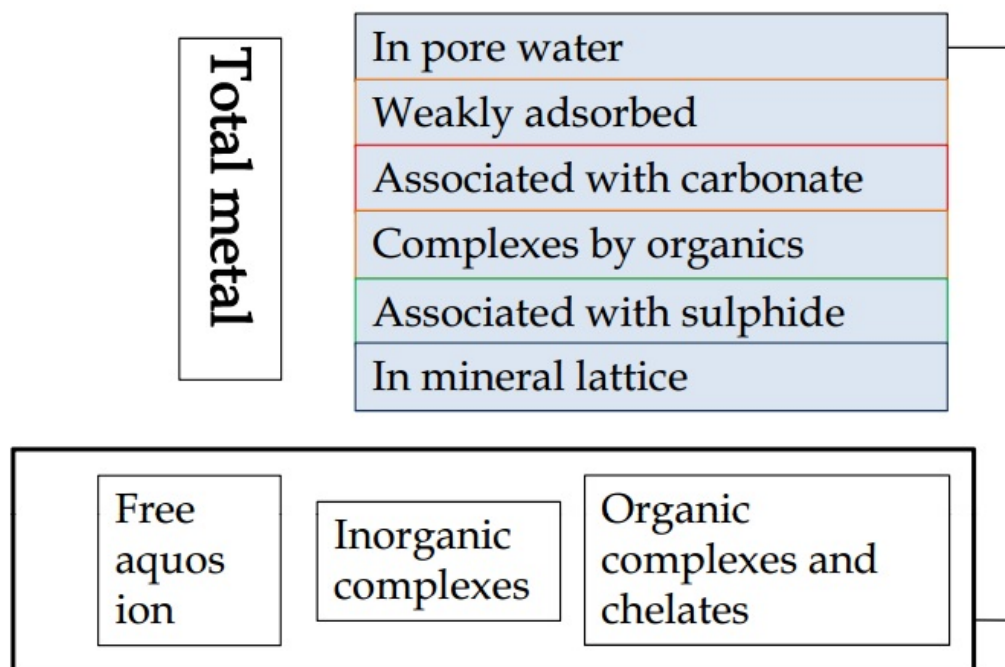 Total metal
In pore water
Weakly adsorbed
Associated with carbonate
Complexes by organics
Associated with sulphide
In mineral lattice
Free
aquos
ion
Inorganic
complexes
Organic
complexes and
chelates